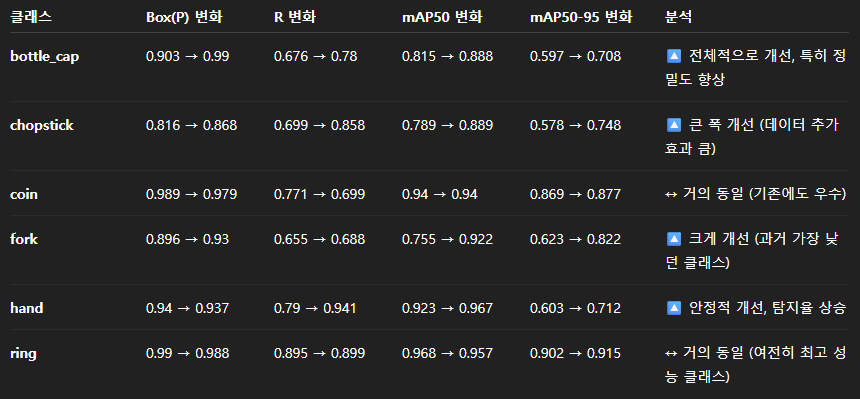 클래스 Box(P) 변화 R 변화 mAP50 변화 mAP50-95 변화 분석
bottle_cap 0.903 → 0.99 0.676 → 0.78 0.815 → 0.888 0.597 → 0.708 🔼 전체적으로 개선, 특히 정
밀도 향상
chopstick 0.816 → 0.868 0.699 → 0.858 0.789 → 0.889 0.578 → 0.748 🔼 큰 폭 개선 (데이터 추가
효과 큼)
coin 0.989 → 0.979 0.771 → 0.699 0.94 → 0.94 0.869 → 0.877 ↔ 거의 동일 (기존에도 우수)
fork 0.896 → 0.93 0.655 → 0.688 0.755 → 0.922 0.623 → 0.822 🔼 크게 개선 (과거 가장 낮
던 클래스)
hand 0.94 → 0.937 0.79 → 0.941 0.923 → 0.967 0.603 → 0.712 🔼 안정적 개선, 탐지율 상승
ring 0.99 → 0.988 0.895 → 0.899 0.968 → 0.957 0.902 → 0.915 ↔ 거의 동일 (여전히 최고 성
능 클래스)